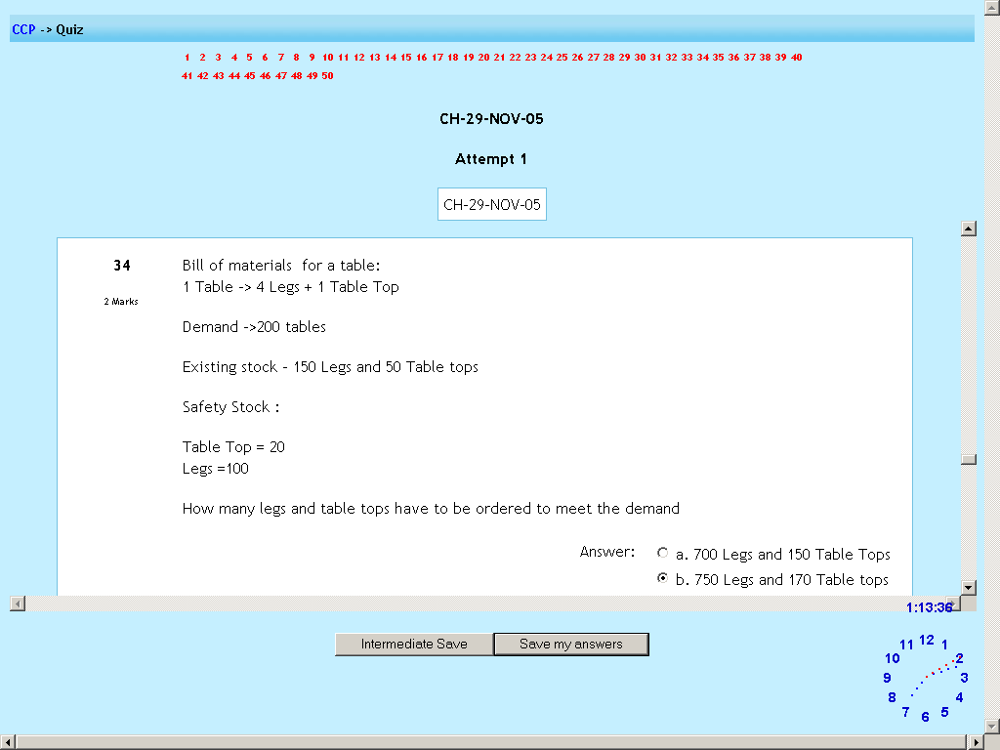 CCP -> Quiz
1 2 3 4 5 6 7 8 9 10 11 12 13 14 15 16 17 18 19 20 21 22 23 24 25 26 27 28 29 30 31 32 33 34 35 36 37 38 39 40
41 42 43 44 45 46 47 48 49 50
CH-29-NOV-05
Attempt 1
CH-29-NOV-05
34
2 Marks
Bill of materials for a table:
1 Table -> 4 Legs + 1 Table Top
Demand ->200 tables
Existing stock - 150 Legs and 50 Table tops
Safety Stock :
Table Top = 20
Legs =100
How many legs and table tops have to be ordered to meet the demand
Answer:
a. 700 Legs and 150 Table Tops
b. 750 Legs and 170 Table tops
1:13:36
Intermediate Save
Save my answers
12
11 1
10 2
9 3
8 4
7 5
6